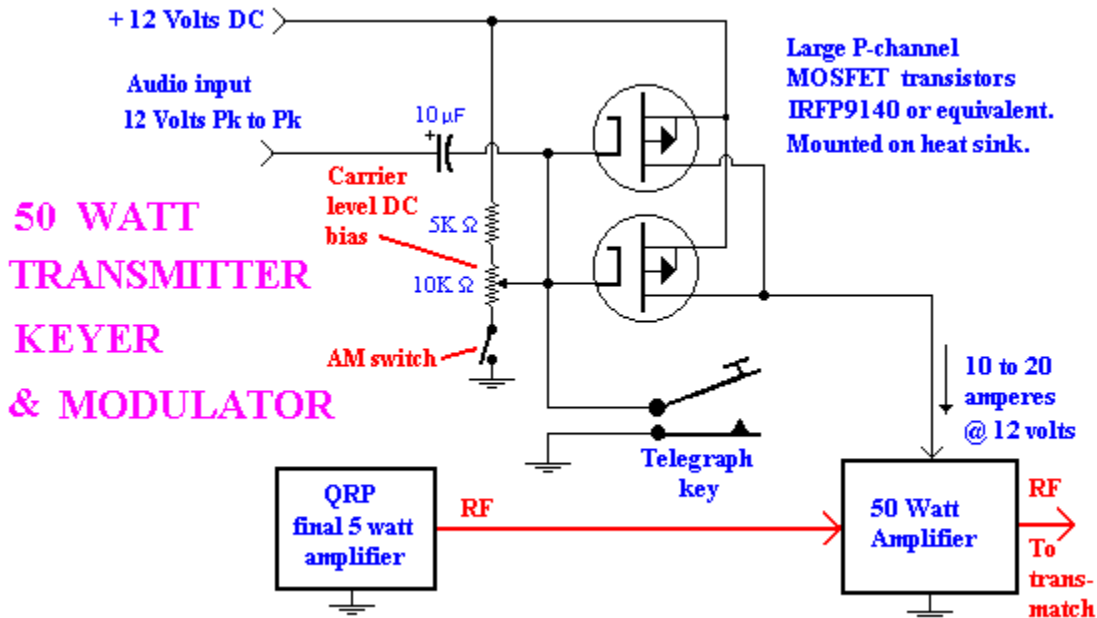 + 12 Volts DC
Audio input
12 Volts Pk to Pk
10 µF
+
Large P-channel
MOSFET transistors
IRFP9140 or equivalent.
Mounted on heat sink.
Carrier
level DC
bias
5K Ω
10K Ω
AM switch
50 WATT
TRANSMITTER
KEYER
& MODULATOR
10 to 20
amperes
@ 12 volts
Telegraph
key
QRP
final 5 watt
amplifier
RF
50 Watt
Amplifier
RF
To
trans-
match